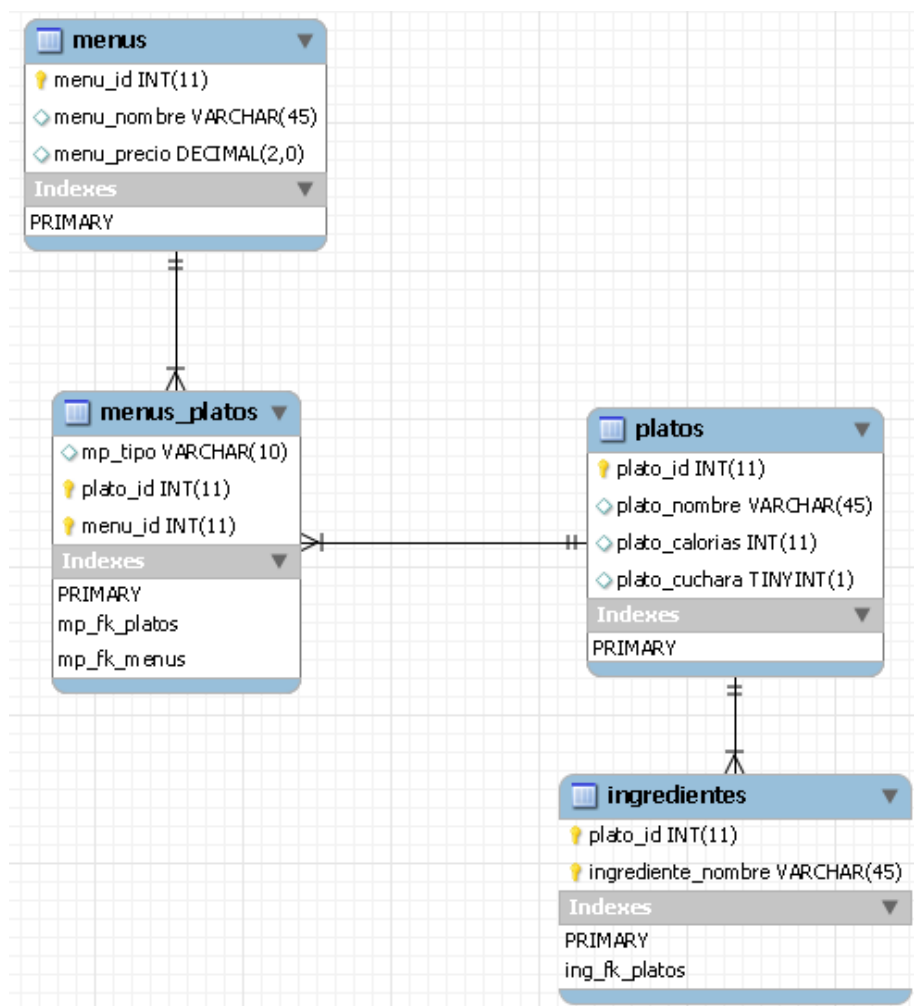 menus
menu_id INT(11)
menu_nombre VARCHAR(45)
menu_precio DECIMAL(2,0)
Indexes
PRIMARY
menus_platos
mp_tipo VARCHAR(10)
plato_id INT(11)
menu_id INT(11)
Indexes
PRIMARY
mp_fk_platos
mp_fk_menus
platos
plato_id INT(11)
plato_nombre VARCHAR(45)
plato_calorias INT(11)
plato_cuchara TINYINT(1)
Indexes
PRIMARY
ingredientes
plato_id INT(11)
ingrediente_nombre VARCHAR(45)
Indexes
PRIMARY
ing_fk_platos